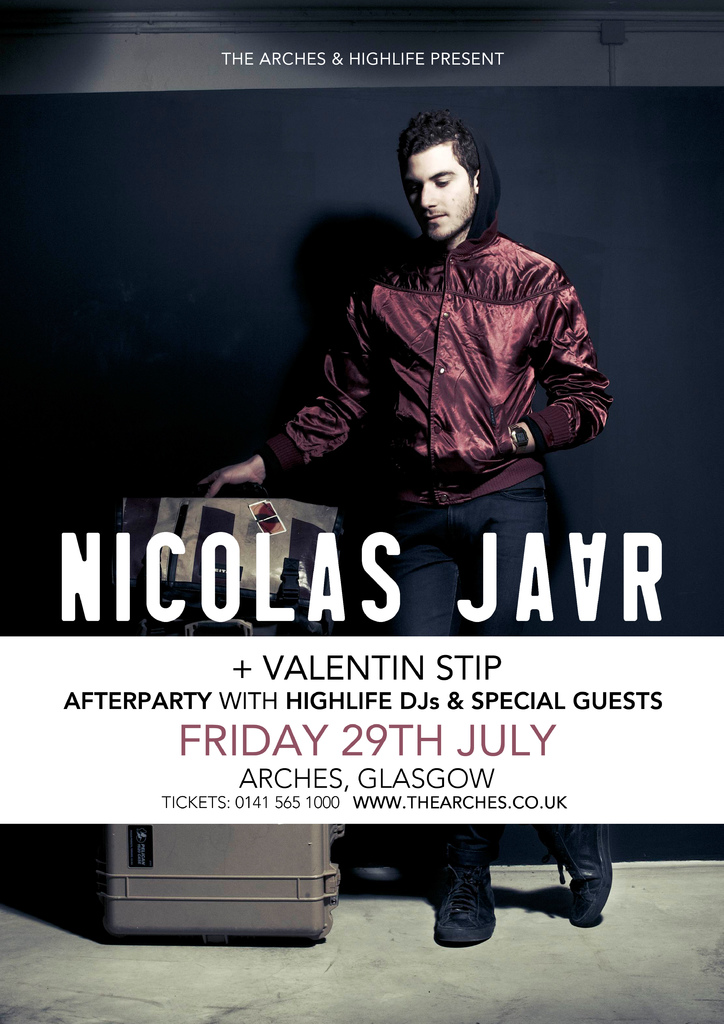 THE ARCHES & HIGHLIFE PRESENT
NICOLAS JAAR
+ VALENTIN STIP
AFTERPARTY WITH HIGHLIFE DJs & SPECIAL GUESTS
FRIDAY 29TH JULY
ARCHES, GLASGOW
TICKETS: 0141 565 1000 WWW.THEARCHES.CO.UK
PELICAN